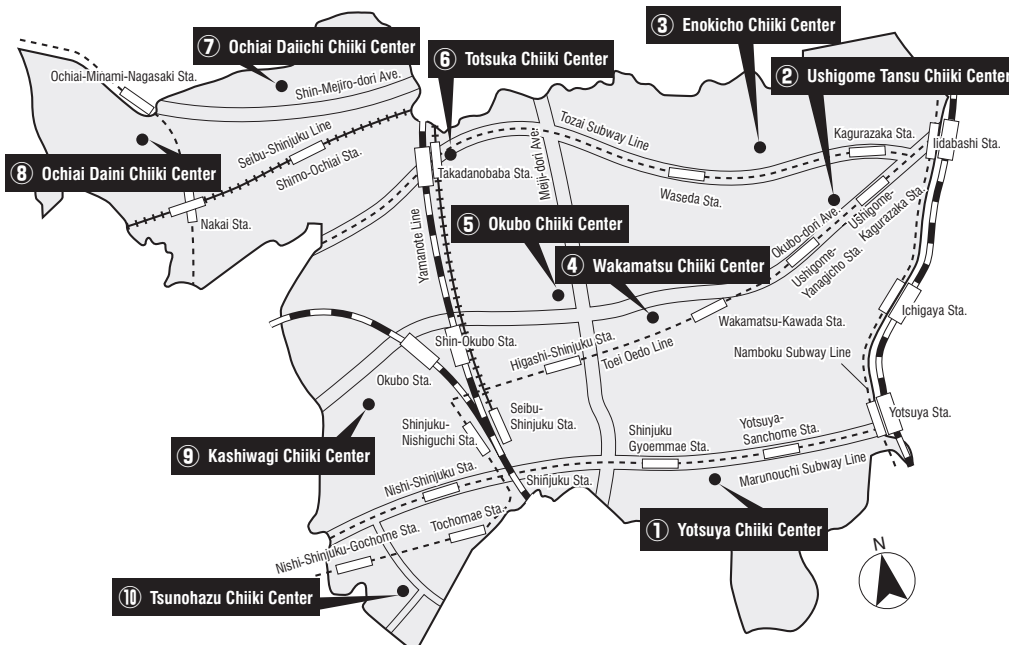 ③ Enokicho Chiiki Center
⑦ Ochiai Daiichi Chiiki Center
⑥ Totsuka Chiiki Center
② Ushigome Tansu Chiiki Center
Ochiai-Minami-Nagasaki Sta.
Shin-Mejiro-dori Ave.
Tozai Subway Line
Kagurazaka Sta.
Iidabashi Sta.
Seibu-Shinjuku Line
Shimo-Ochiai Sta.
⑧ Ochiai Daini Chiiki Center
Takadanobaba Sta.
Meiji-dori Ave.
Waseda Sta.
Nakai Sta.
Yamanote Line
⑤ Okubo Chiiki Center
Okubo-dori Ave.
Ushigome-
Kagurazaka Sta.
④ Wakamatsu Chiiki Center
Ushigome-
Yanagicho Sta.
Ichigaya Sta.
Wakamatsu-Kawada Sta.
Shin-Okubo Sta.
Higashi-Shinjuku Sta.
Toei Oedo Line
Namboku Subway Line
Okubo Sta.
Seibu-
Shinjuku Sta.
Shinjuku-
Nishiguchi Sta.
Shinjuku
Gyoemmae Sta.
Yotsuya-
Sanchome Sta.
Yotsuya Sta.
⑨ Kashiwagi Chiiki Center
Nishi-Shinjuku Sta.
Shinjuku Sta.
Marunouchi Subway Line
① Yotsuya Chiiki Center
Tochomae Sta.
Nishi-Shinjuku-Gochome Sta.
N
⑩ Tsunohazu Chiiki Center